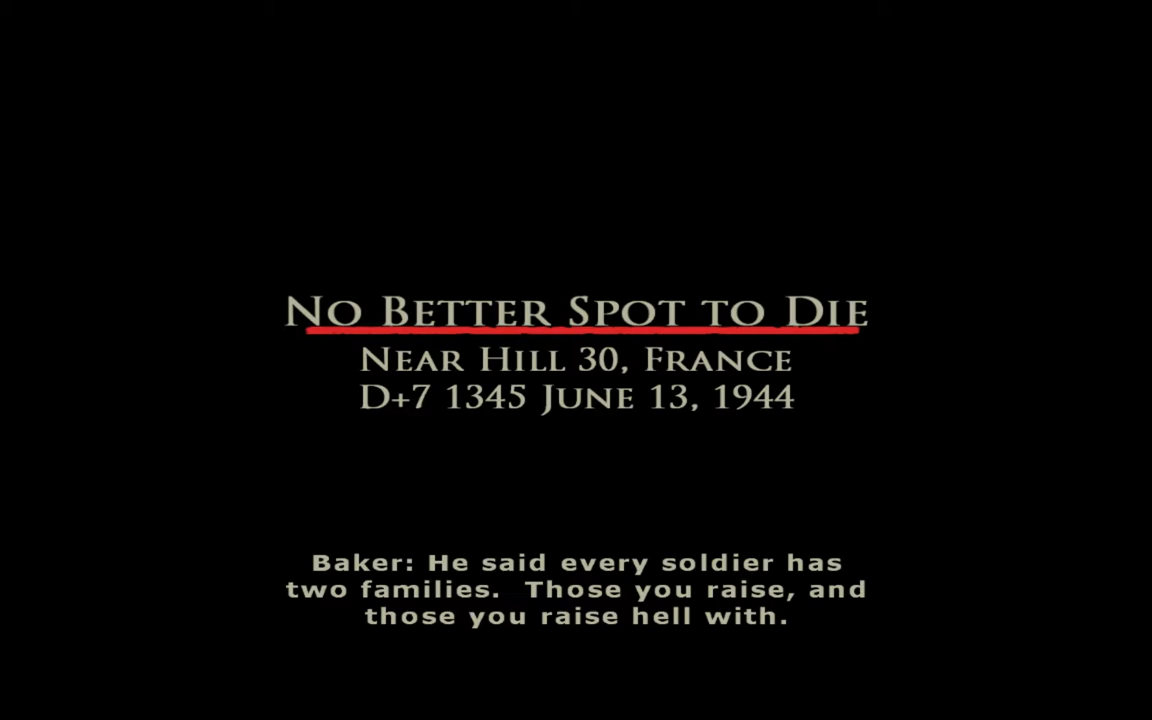 No Better Spot to Die
Near Hill 30, France
D+7 1345 June 13, 1944
Baker: He said every soldier has
two families.  Those you raise, and
those you raise hell with.